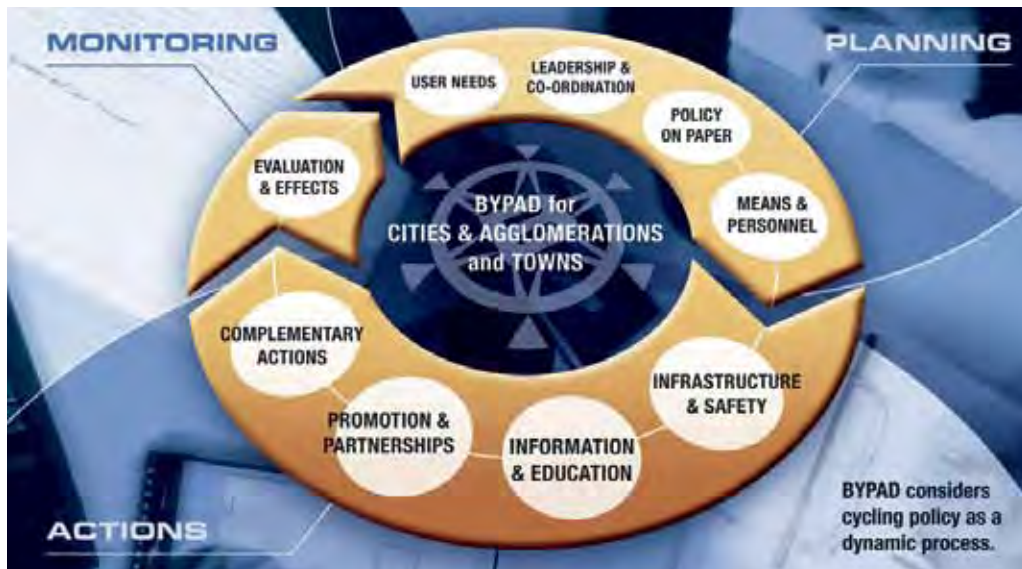 MONITORING
PLANNING
USER NEEDS
LEADERSHIP &
CO-ORDINATION
POLICY
ON PAPER
MEANS &
PERSONNEL
EVALUATION
& EFFECTS
BYPAD for
CITIES & AGGLOMERATIONS
and TOWNS
COMPLEMENTARY
ACTIONS
PROMOTION &
PARTNERSHIPS
INFORMATION
& EDUCATION
INFRASTRUCTURE
& SAFETY
ACTIONS
BYPAD considers
cycling policy as a
dynamic process.